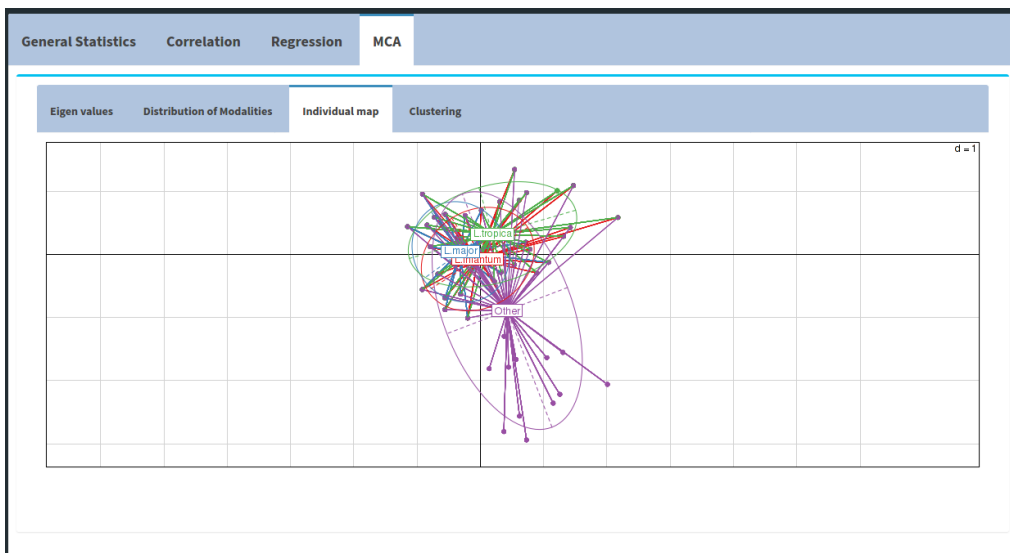 General Statistics Correlation Regression MCA
Eigen values Distribution of Modalities Individual map Clustering
d = 1
L.tropica
L.major
L.infantum
Other